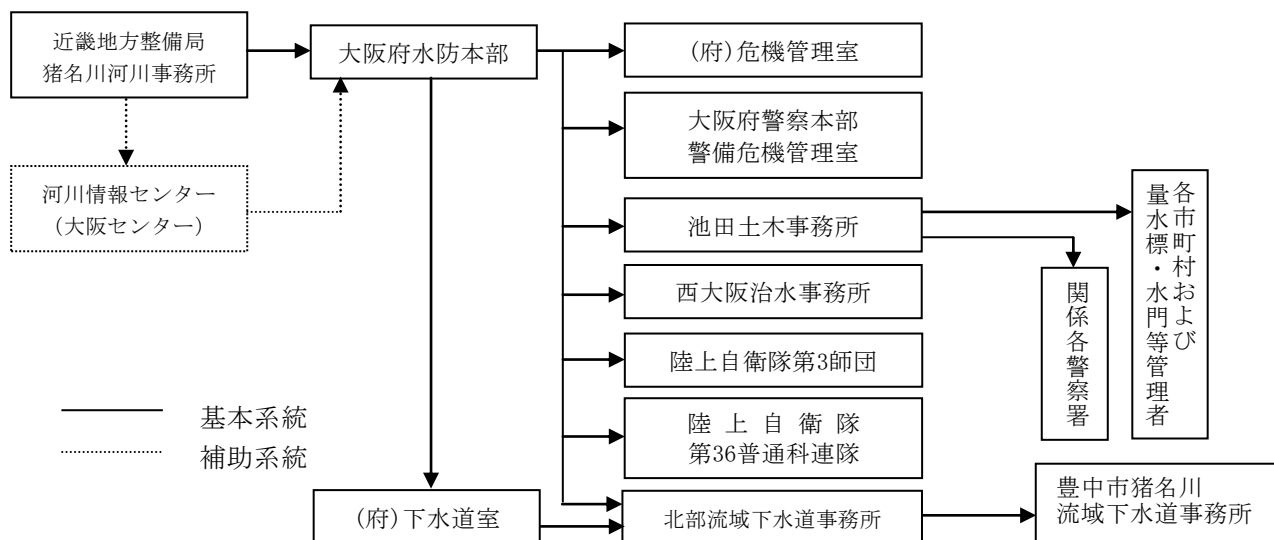 近畿地方整備局
猪名川河川事務所
大阪府水防本部
(府)危機管理室
大阪府警察本部
警備危機管理室
河川情報センター
(大阪センター)
池田土木事務所
各市町村および
量水標・水門等管理者
関係各警察署
西大阪治水事務所
陸上自衛隊第3師団
陸上自衛隊
第36普通科連隊
基本系統
補助系統
(府)下水道室
北部流域下水道事務所
豊中市猪名川
流域下水道事務所